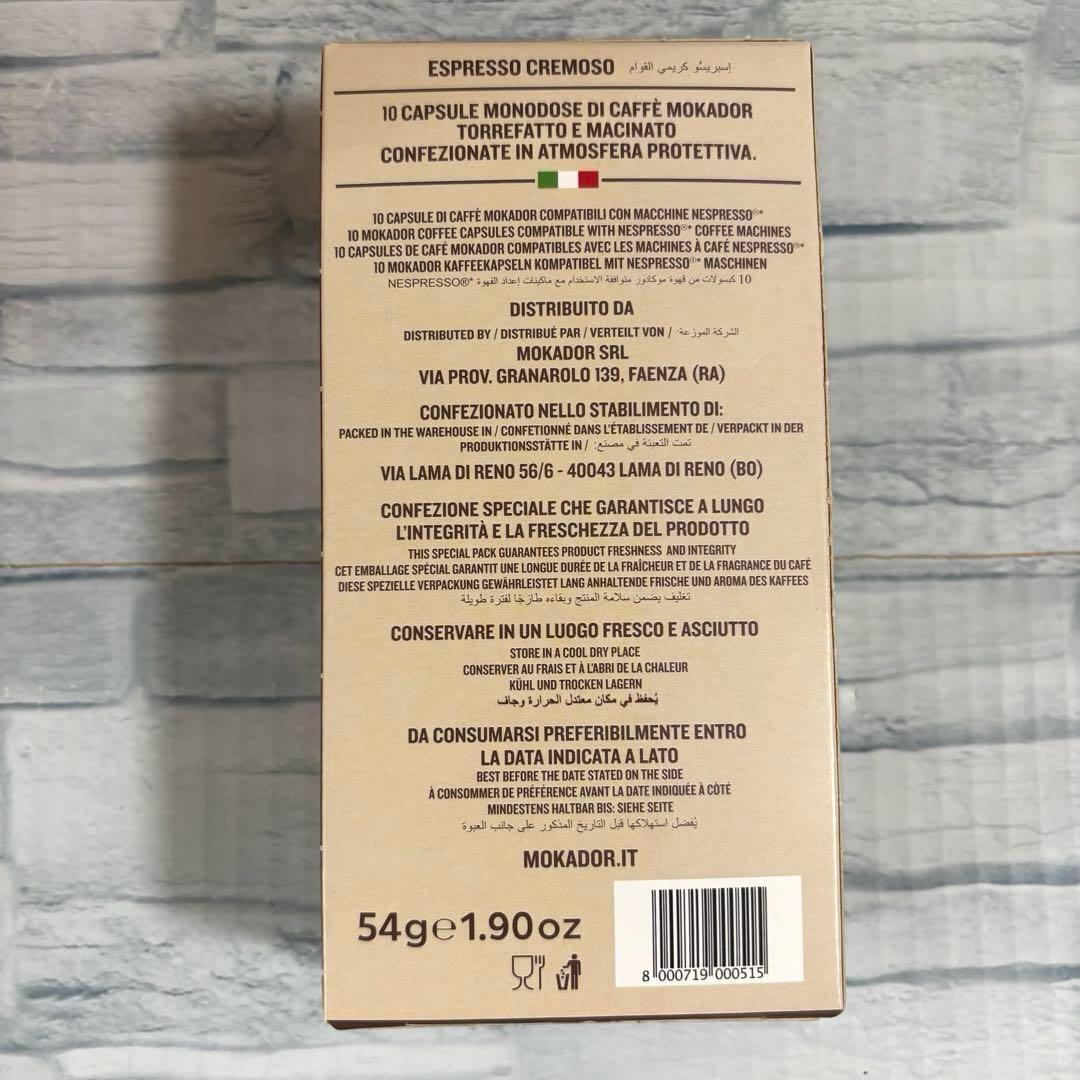 ESPRESSO CREMOSO إسبريسُو كريمي القوام
10 CAPSULE MONODOSE DI CAFFÈ MOKADOR
TORREFATTO E MACINATO
CONFEZIONATE IN ATMOSFERA PROTETTIVA.
10 CAPSULE DI CAFFÈ MOKADOR COMPATIBILI CON MACCHINE NESPRESSO®*
10 MOKADOR COFFEE CAPSULES COMPATIBLE WITH NESPRESSO®* COFFEE MACHINES
10 CAPSULES DE CAFÉ MOKADOR COMPATIBLES AVEC LES MACHINES À CAFÉ NESPRESSO®*
10 MOKADOR KAFFEEKAPSELN KOMPATIBEL MIT NESPRESSO®* MASCHINEN
10 كبسولات من قهوة موكادور متوافقة الاستخدام مع ماكينات إعداد القهوة *NESPRESSO®
DISTRIBUITO DA
DISTRIBUTED BY / DISTRIBUÉ PAR / VERTEILT VON / الشركة الموزعة:
MOKADOR SRL
VIA PROV. GRANAROLO 139, FAENZA (RA)
CONFEZIONATO NELLO STABILIMENTO DI:
PACKED IN THE WAREHOUSE IN / CONFETIONNÉ DANS L'ÉTABLISSEMENT DE / VERPACKT IN DER
PRODUKTIONSSTÄTTE IN / تمت التعبئة في مصنع:
VIA LAMA DI RENO 56/6 - 40043 LAMA DI RENO (BO)
CONFEZIONE SPECIALE CHE GARANTISCE A LUNGO
L'INTEGRITÀ E LA FRESCHEZZA DEL PRODOTTO
THIS SPECIAL PACK GUARANTEES PRODUCT FRESHNESS AND INTEGRITY
CET EMBALLAGE SPÉCIAL GARANTIT UNE LONGUE DURÉE DE LA FRAÎCHEUR ET DE LA FRAGRANCE DU CAFÉ
DIESE SPEZIELLE VERPACKUNG GEWÄHRLEISTET LANG ANHALTENDE FRISCHE UND AROMA DES KAFFEES
تغليف يضمن سلامة المنتج وبقاءه طازجًا لفترة طويلة
CONSERVARE IN UN LUOGO FRESCO E ASCIUTTO
STORE IN A COOL DRY PLACE
CONSERVER AU FRAIS ET À L'ABRI DE LA CHALEUR
KÜHL UND TROCKEN LAGERN
يُحفظ في مكان معتدل الحرارة وجاف
DA CONSUMARSI PREFERIBILMENTE ENTRO
LA DATA INDICATA A LATO
BEST BEFORE THE DATE STATED ON THE SIDE
À CONSOMMER DE PRÉFÉRENCE AVANT LA DATE INDIQUÉE À CÔTÉ
MINDESTENS HALTBAR BIS: SIEHE SEITE
يُفضل استهلاكها قبل التاريخ المذكور على جانب العبوة
MOKADOR.IT
54g℮1.90oz
8 000719 000515